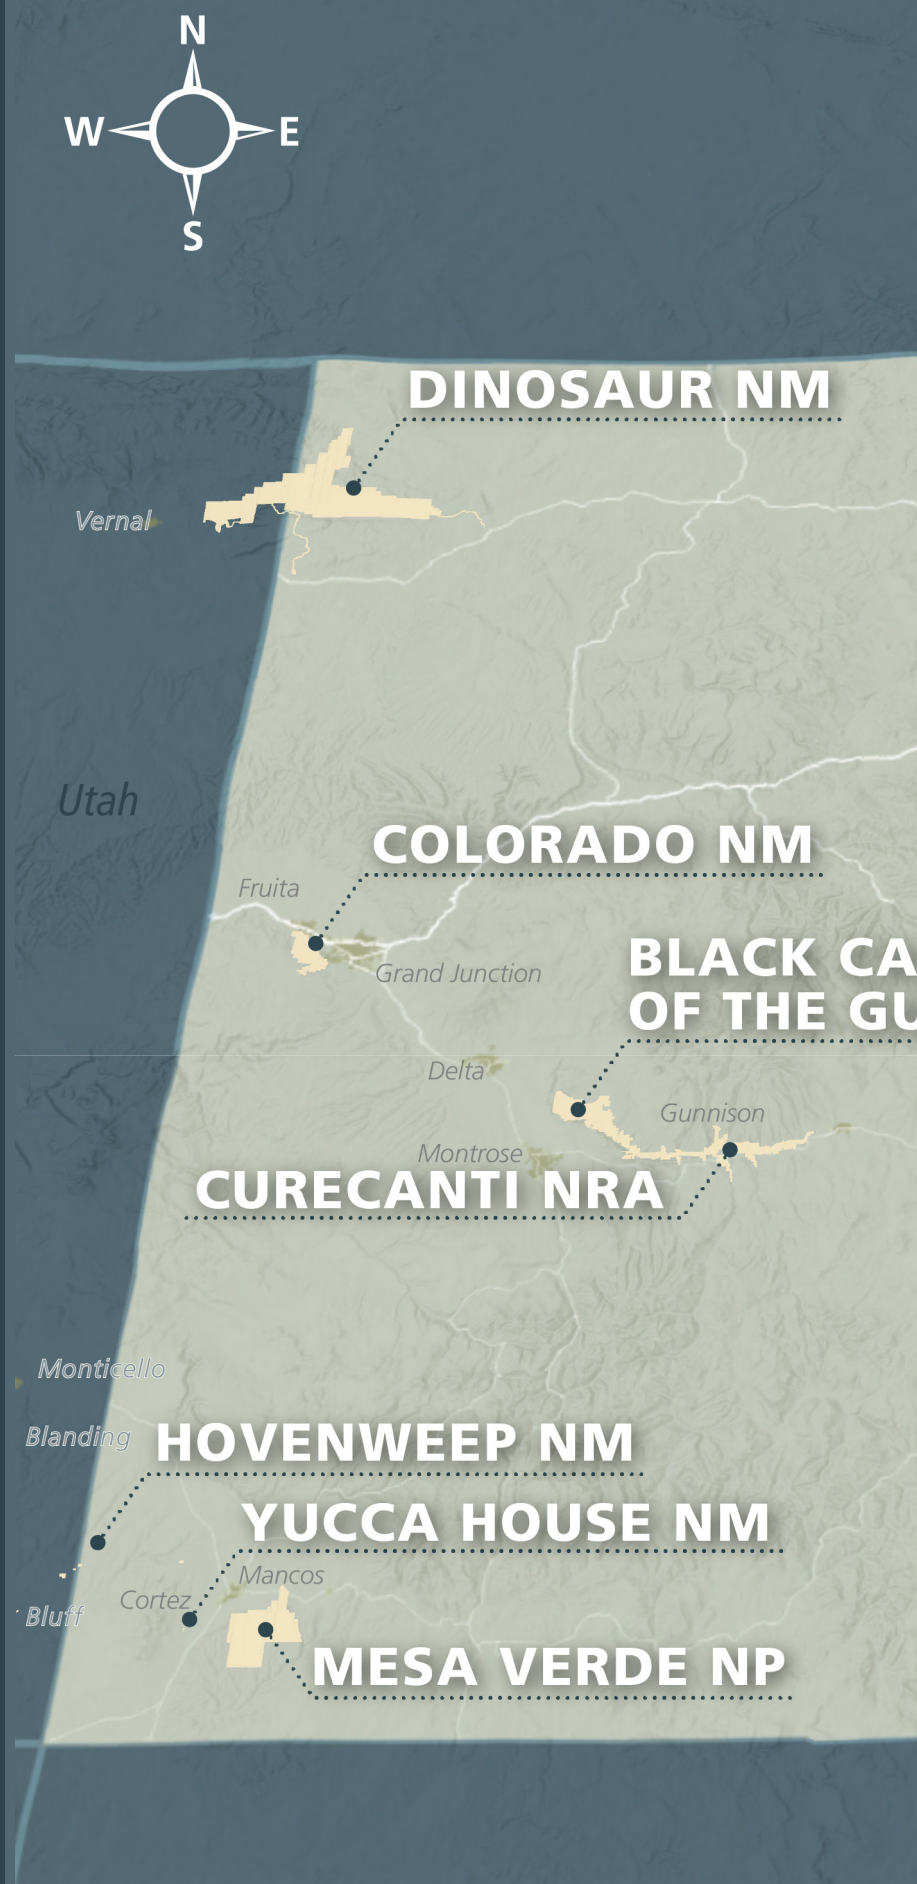 N
W E
S
DINOSAUR NM
Vernal
Utah
COLORADO NM
Fruita
BLACK CA
Grand Junction
OF THE GU
Delta
Gunnison
Montrose
CURECANTI NRA
Monticello
Blanding
HOVENWEEP NM
YUCCA HOUSE NM
Mancos
Cortez
Bluff
MESA VERDE NP